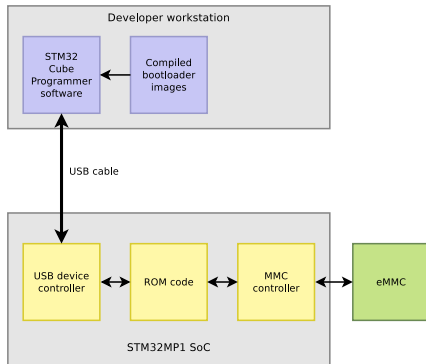 Developer workstation
STM32
Cube
Programmer
software
Compiled
bootloader
images
USB cable
USB device
controller
ROM code
MMC
controller
eMMC
STM32MP1 SoC